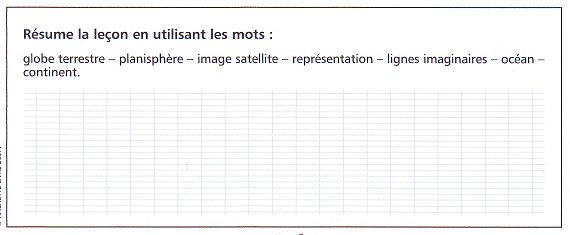 Résume la leçon en utilisant les mots :
globe terrestre – planisphère – image satellite – représentation – lignes imaginaires – océan –
continent.